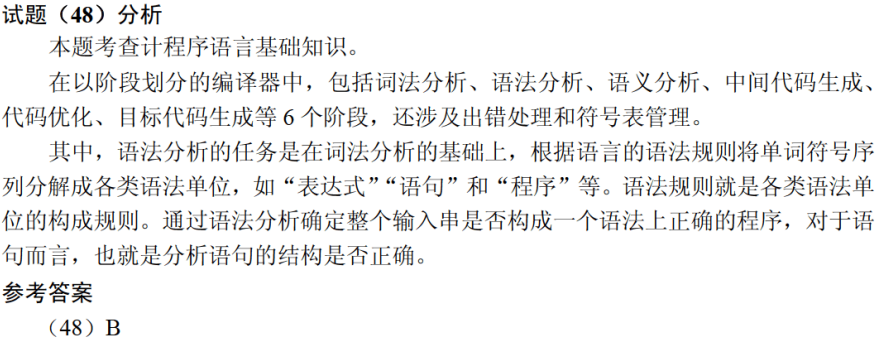 试题（48）分析
本题考查计程序语言基础知识。
在以阶段划分的编译器中，包括词法分析、语法分析、语义分析、中间代码生成、
代码优化、目标代码生成等 6 个阶段，还涉及出错处理和符号表管理。
其中，语法分析的任务是在词法分析的基础上，根据语言的语法规则将单词符号序
列分解成各类语法单位，如“表达式”“语句”和“程序”等。语法规则就是各类语法单
位的构成规则。通过语法分析确定整个输入串是否构成一个语法上正确的程序，对于语
句而言，也就是分析语句的结构是否正确。
参考答案
（48）B